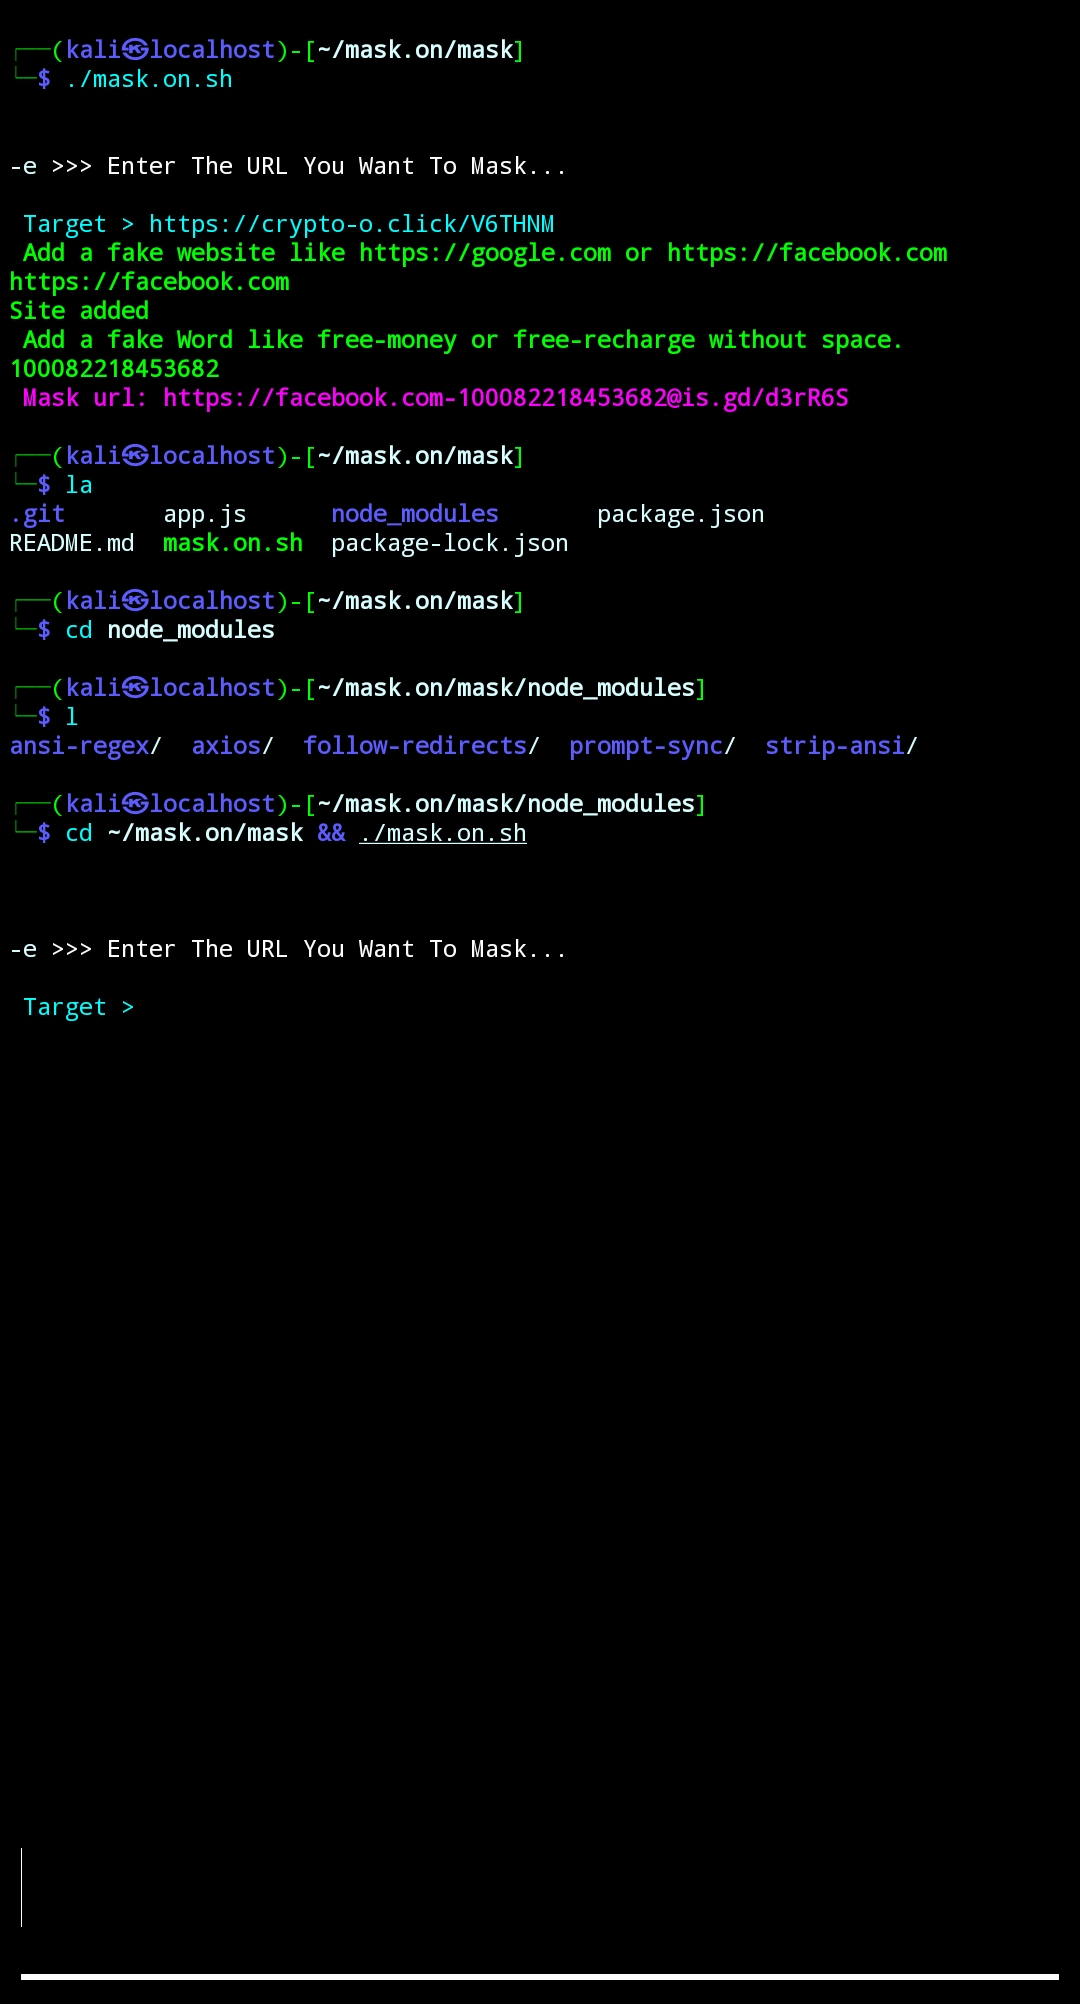 ┌──(kali㉿localhost)-[~/mask.on/mask]
└─$ ./mask.on.sh
-e >>> Enter The URL You Want To Mask...
Target > https://crypto-o.click/V6THNM
Add a fake website like https://google.com or https://facebook.com
https://facebook.com
Site added
Add a fake Word like free-money or free-recharge without space.
100082218453682
Mask url: https://facebook.com-100082218453682@is.gd/d3rR6S
┌──(kali㉿localhost)-[~/mask.on/mask]
└─$ la
.git       app.js      node_modules       package.json
README.md  mask.on.sh  package-lock.json
┌──(kali㉿localhost)-[~/mask.on/mask]
└─$ cd node_modules
┌──(kali㉿localhost)-[~/mask.on/mask/node_modules]
└─$ l
ansi-regex/  axios/  follow-redirects/  prompt-sync/  strip-ansi/
┌──(kali㉿localhost)-[~/mask.on/mask/node_modules]
└─$ cd ~/mask.on/mask && ./mask.on.sh
-e >>> Enter The URL You Want To Mask...
Target >